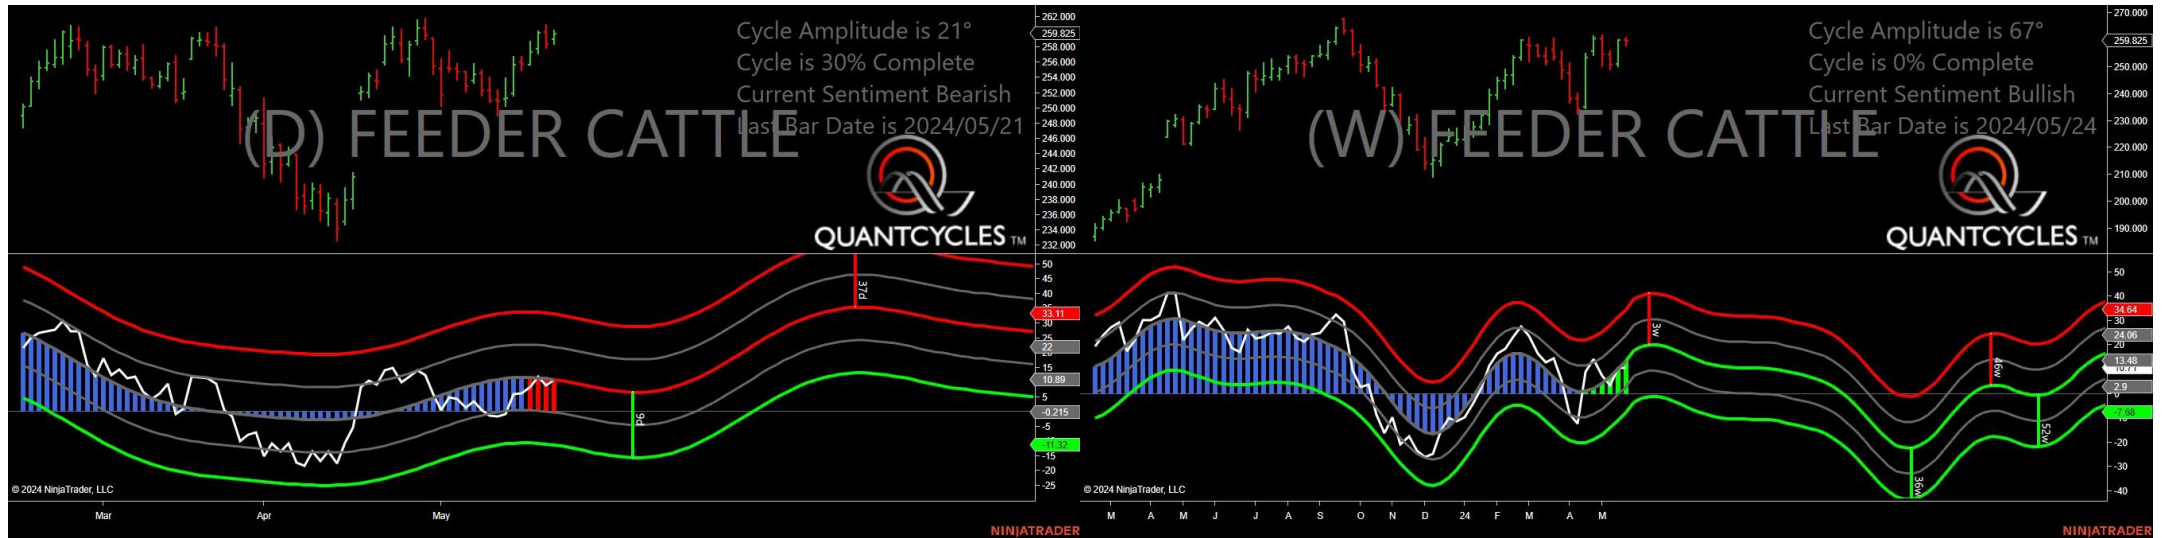 Cycle Amplitude is 21°
Cycle is 30% Complete
Current Sentiment Bearish
Last Bar Date is 2024/05/21
(D) FEEDER CATTLE
QUANTCYCLES TM
262.000
259.825
258.000
256.000
254.000
252.000
250.000
248.000
246.000
244.000
242.000
240.000
238.000
236.000
234.000
232.000
50
45
40
33.11
30
22
20
15
10.89
5
-0.215
-5
-11.32
-15
-20
-25
37d
9d
© 2024 NinjaTrader, LLC
Mar Apr May
NINJATRADER
Cycle Amplitude is 67°
Cycle is 0% Complete
Current Sentiment Bullish
Last Bar Date is 2024/05/24
(W) FEEDER CATTLE
QUANTCYCLES TM
270.000
259.825
250.000
240.000
230.000
220.000
210.000
200.000
190.000
50
40
34.64
30
24.06
20
13.48
10.71
2.9
0
-7.68
-20
-30
-40
3w
46w
52w
36w
© 2024 NinjaTrader, LLC
M A M J J A S O N D 24 F M A M
NINJATRADER